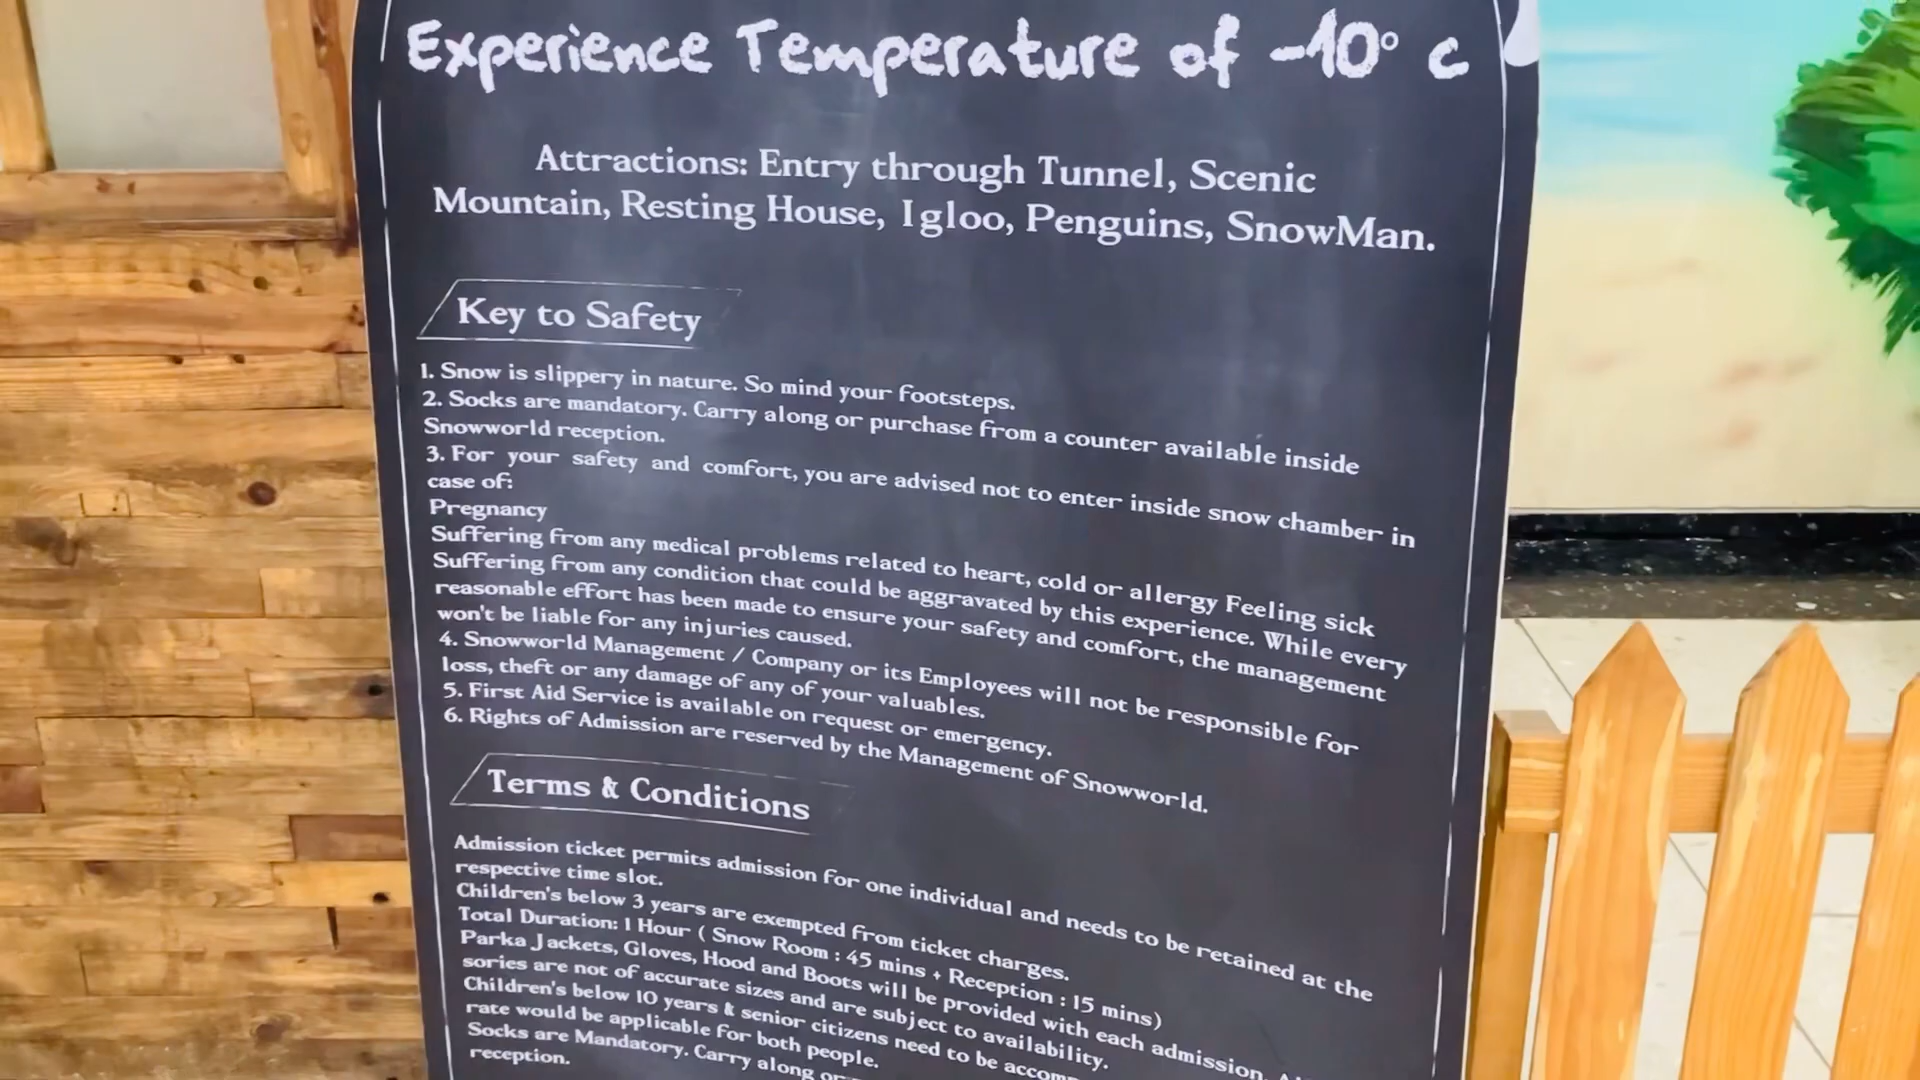 Experience Temperature of -10° c
Attractions: Entry through Tunnel, Scenic
Mountain, Resting House, Igloo, Penguins, SnowMan.
Key to Safety
1. Snow is slippery in nature. So mind your footsteps.
2. Socks are mandatory. Carry along or purchase from a counter available inside
Snowworld reception.
3. For your safety and comfort, you are advised not to enter inside snow chamber in
case of:
Pregnancy
Suffering from any medical problems related to heart, cold or allergy Feeling sick
Suffering from any condition that could be aggravated by this experience. While every
reasonable effort has been made to ensure your safety and comfort, the management
won't be liable for any injuries caused.
4. Snowworld Management / Company or its Employees will not be responsible for
loss, theft or any damage of any of your valuables.
5. First Aid Service is available on request or emergency.
6. Rights of Admission are reserved by the Management of Snowworld.
Terms & Conditions
Admission ticket permits admission for one individual and needs to be retained at the
respective time slot.
Children's below 3 years are exempted from ticket charges.
Total Duration: 1 Hour ( Snow Room : 45 mins + Reception : 15 mins)
Parka Jackets, Gloves, Hood and Boots will be provided with each admission.
sories are not of accurate sizes and are subject to availability.
Children's below 10 years & senior citizens need to be
rate would be applicable for both people.
Socks are Mandatory. Carry along or
reception.